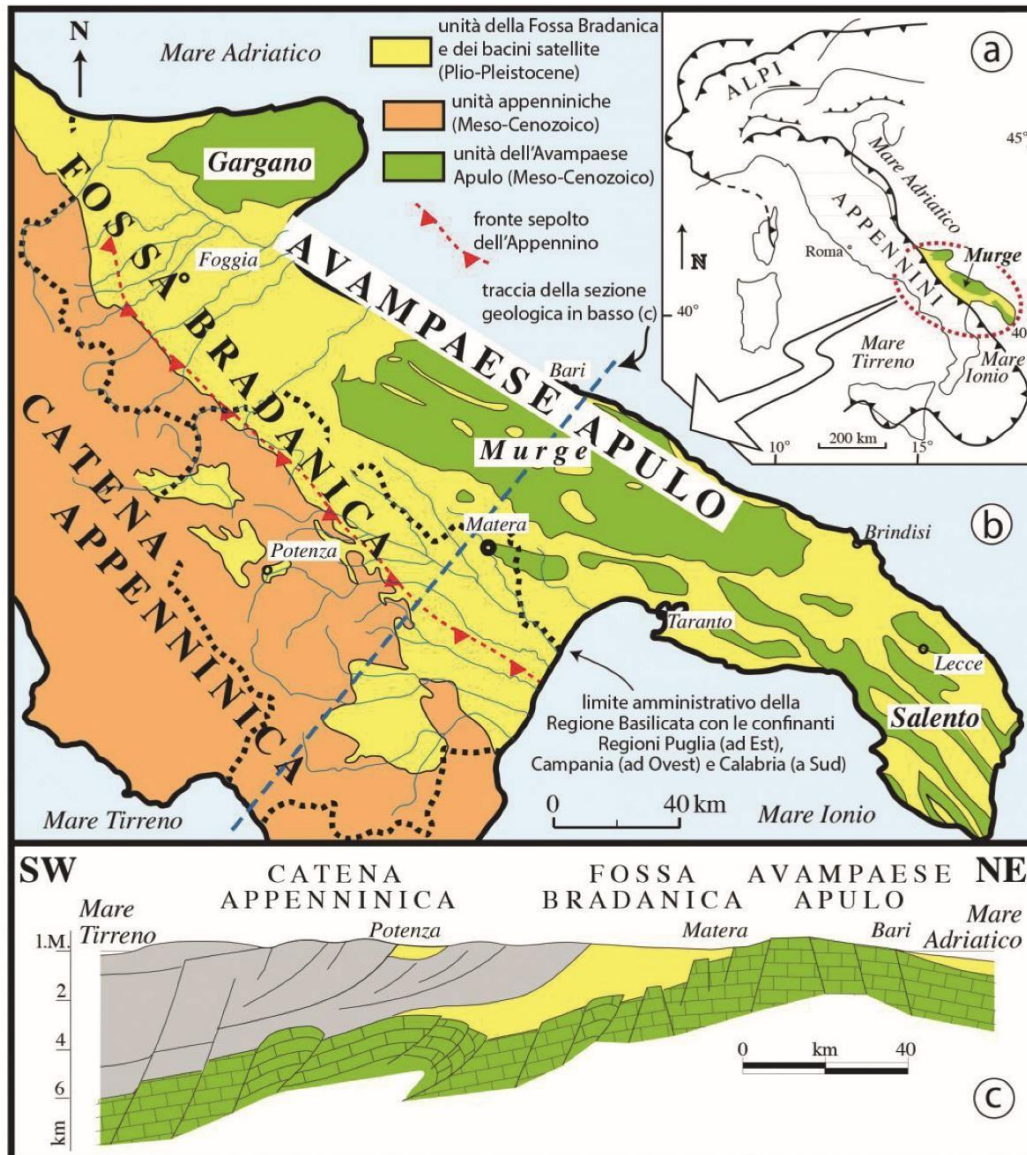 N
Mare Adriatico
unità della Fossa Bradanica
e dei bacini satellite
(Plio-Pleistocene)
unità appenniniche
(Meso-Cenozoico)
unità dell'Avampaese
Apulo (Meso-Cenozoico)
fronte sepolto
dell'Appennino
traccia della sezione
geologica in basso (c)
a
ALPI
45°
Mare Adriatico
APPENNINI
Roma
N
Murge
40°
40°
Mare
Tirreno
Mare
Ionio
10°
200 km
15°
Gargano
FOSSA BRADANICA
Foggia
AVAMPAESE APULO
Bari
Murge
b
CATENA
APPENNINICA
Matera
Potenza
Brindisi
Taranto
Lecce
Salento
limite amministrativo della
Regione Basilicata con le confinanti
Regioni Puglia (ad Est),
Campania (ad Ovest) e Calabria (a Sud)
0 40 km
Mare Tirreno
Mare Ionio
SW
CATENA
APPENNINICA
FOSSA
BRADANICA
AVAMPAESE
APULO
NE
Mare
Tirreno
Potenza
Matera
Bari
Mare
Adriatico
l.M.
2
4
6
km
0 km 40
c